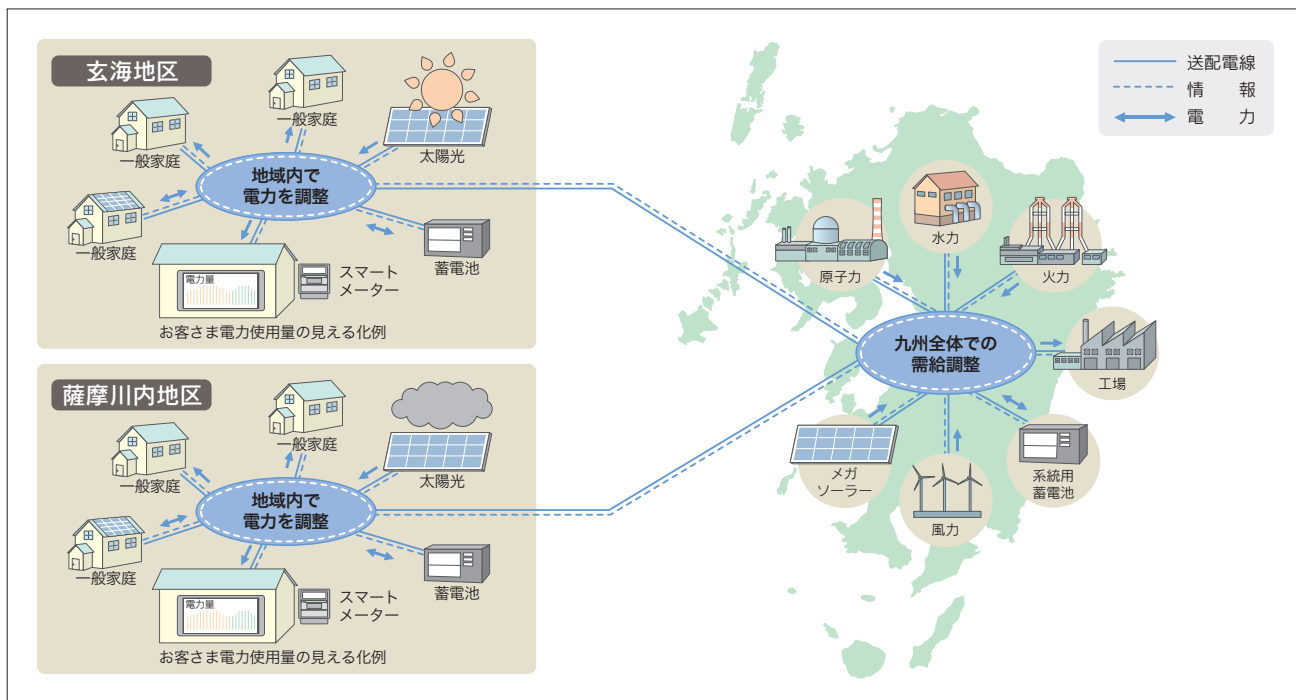 玄海地区
一般家庭
一般家庭
太陽光
地域内で
電力を調整
一般家庭
蓄電池
電力量
スマート
メーター
お客さま電力使用量の見える化例
薩摩川内地区
一般家庭
一般家庭
太陽光
地域内で
電力を調整
一般家庭
蓄電池
電力量
スマート
メーター
お客さま電力使用量の見える化例
送配電線
情　報
電　力
水力
原子力
火力
九州全体での
需給調整
工場
メガ
ソーラー
風力
系統用
蓄電池